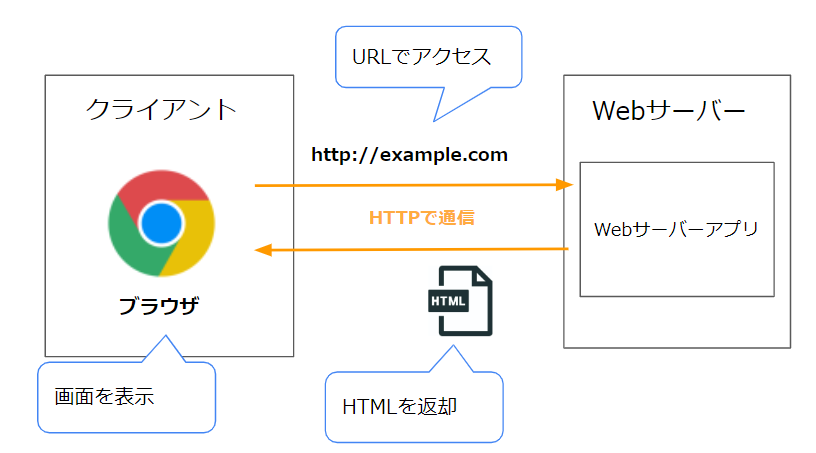 URLでアクセス
クライアント
Webサーバー
http://example.com
HTTPで通信
Webサーバーアプリ
HTML
ブラウザ
画面を表示
HTMLを返却